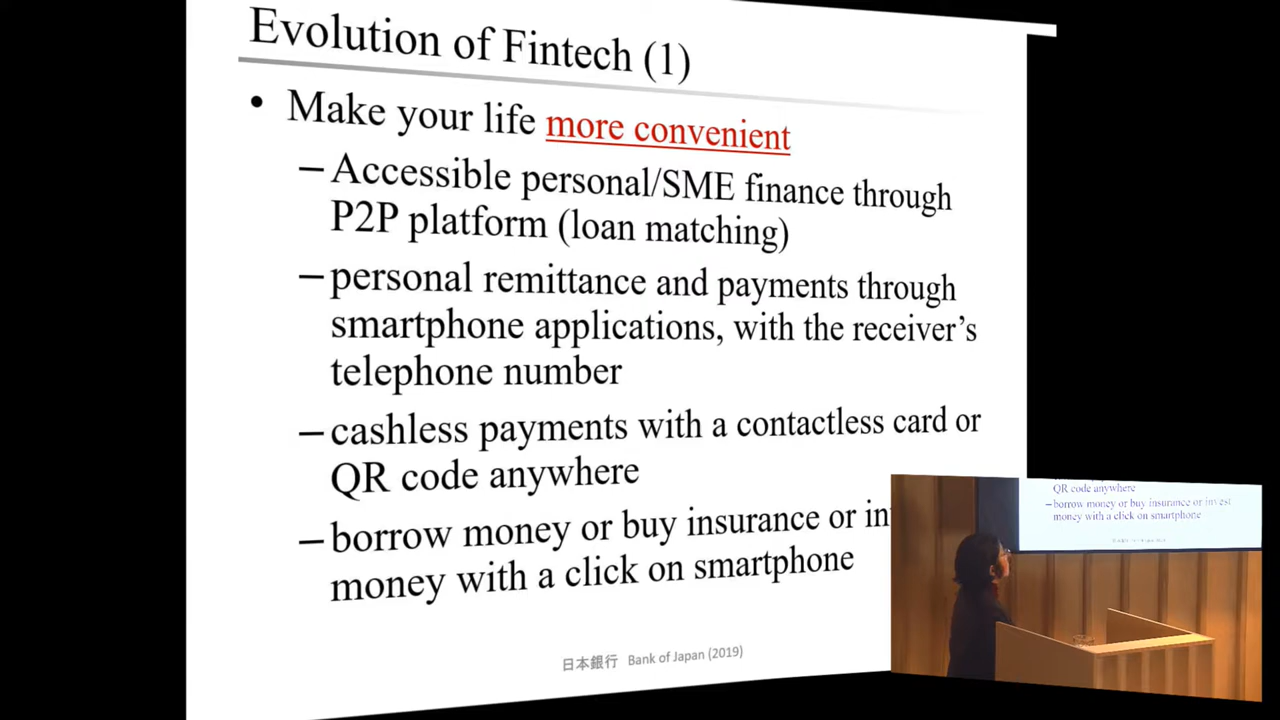 Evolution of Fintech (1)
• Make your life more convenient
– Accessible personal/SME finance through
P2P platform (loan matching)
– personal remittance and payments through
smartphone applications, with the receiver's
telephone number
– cashless payments with a contactless card or
QR code anywhere
– borrow money or buy insurance or in
money with a click on smartphone
日本銀行 Bank of Japan (2019)
QR code anywhere
– borrow money or buy insurance or invest
money with a click on smartphone